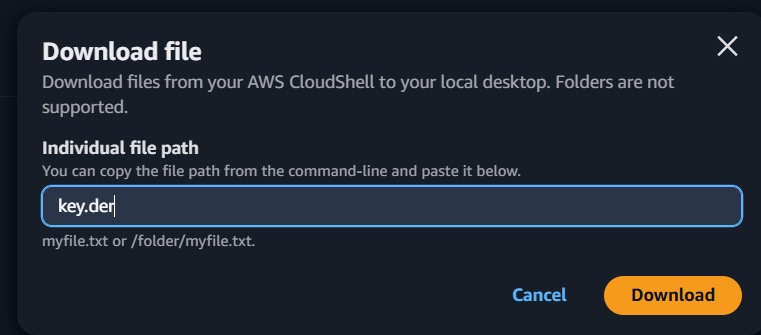 Download file
Download files from your AWS CloudShell to your local desktop. Folders are not
supported.
Individual file path
You can copy the file path from the command-line and paste it below.
key.der
myfile.txt or /folder/myfile.txt.
Cancel
Download